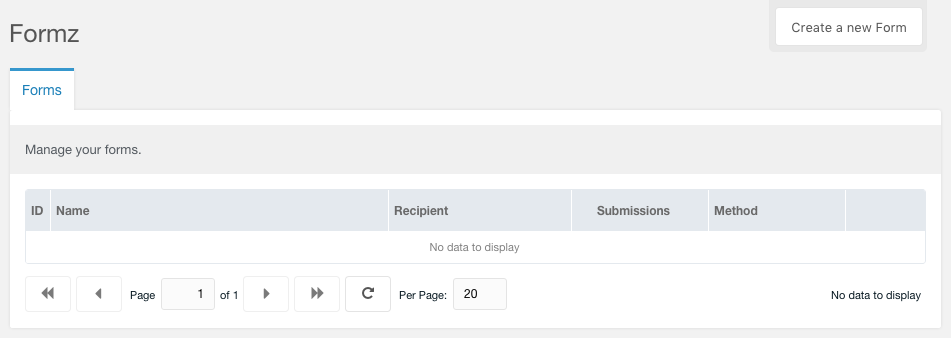 Formz
Create a new Form
Forms
Manage your forms.
ID Name Recipient Submissions Method
No data to display
Page 1 of 1 Per Page: 20 No data to display